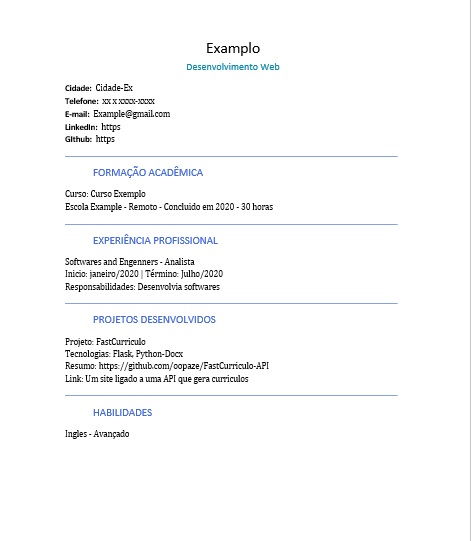 Examplo
Desenvolvimento Web
Cidade: Cidade-Ex
Telefone: xx x xxxx-xxxx
E-mail: Example@gmail.com
LinkedIn: https
Github: https
FORMAÇÃO ACADÊMICA
Curso: Curso Exemplo
Escola Example - Remoto - Concluido em 2020 - 30 horas
EXPERIÊNCIA PROFISSIONAL
Softwares and Engenners - Analista
Inicio: janeiro/2020 | Término: Julho/2020
Responsabilidades: Desenvolvia softwares
PROJETOS DESENVOLVIDOS
Projeto: FastCurriculo
Tecnologias: Flask, Python-Docx
Resumo: https://github.com/oopaze/FastCurriculo-API
Link: Um site ligado a uma API que gera curriculos
HABILIDADES
Ingles - Avançado